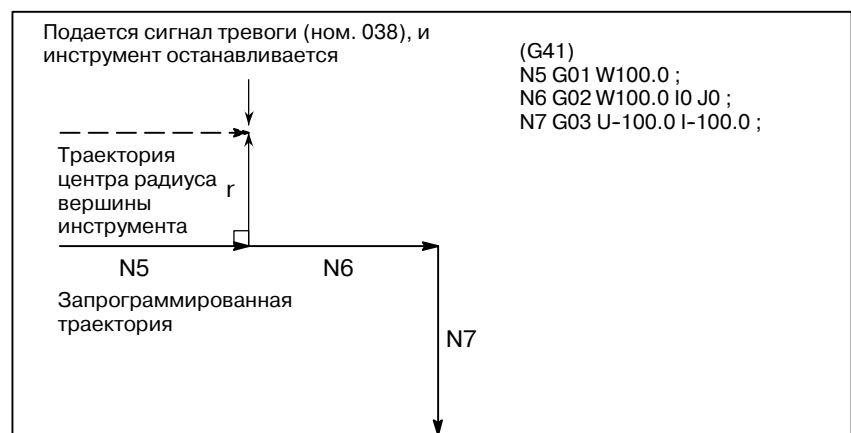 Подается сигнал тревоги (ном. 038), и
инструмент останавливается
(G41)
N5 G01 W100.0 ;
N6 G02 W100.0 I0 J0 ;
N7 G03 U-100.0 I-100.0 ;
Траектория
центра радиуса
вершины
инструмента
r
N5
N6
Запрограммированная
траектория
N7